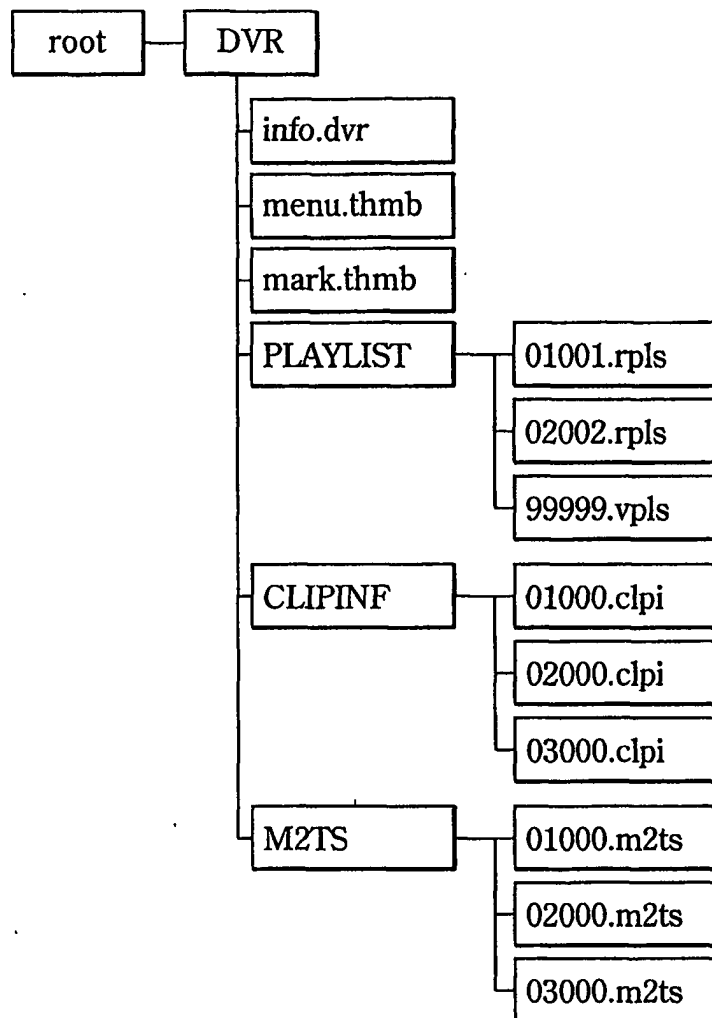 root
DVR
info.dvr
menu.thmb
mark.thmb
PLAYLIST
01001.rpls
02002.rpls
99999.vpls
CLIPINF
01000.clpi
02000.clpi
03000.clpi
M2TS
01000.m2ts
02000.m2ts
03000.m2ts